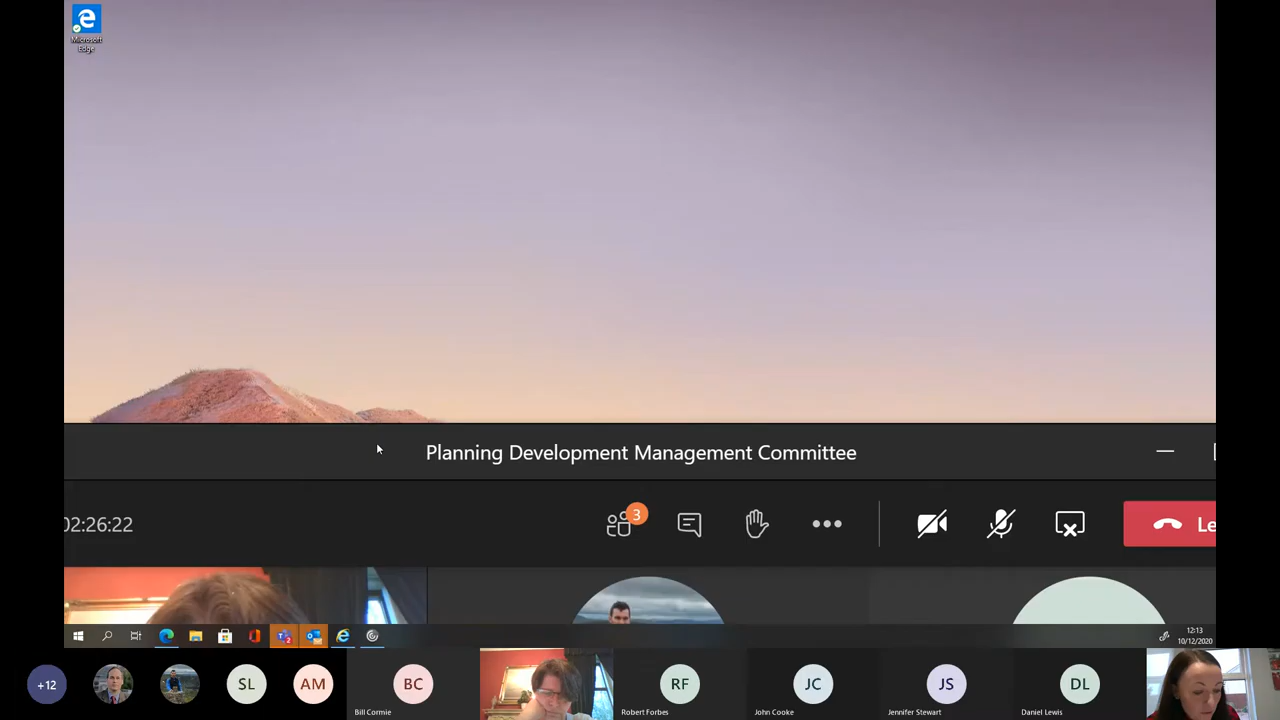 Microsoft
Edge
Planning Development Management Committee
02:26:22
3
Le
12:13
10/12/2020
+12
SL
AM
BC
RF
JC
JS
DL
Bill Cormie
Robert Forbes
John Cooke
Jennifer Stewart
Daniel Lewis